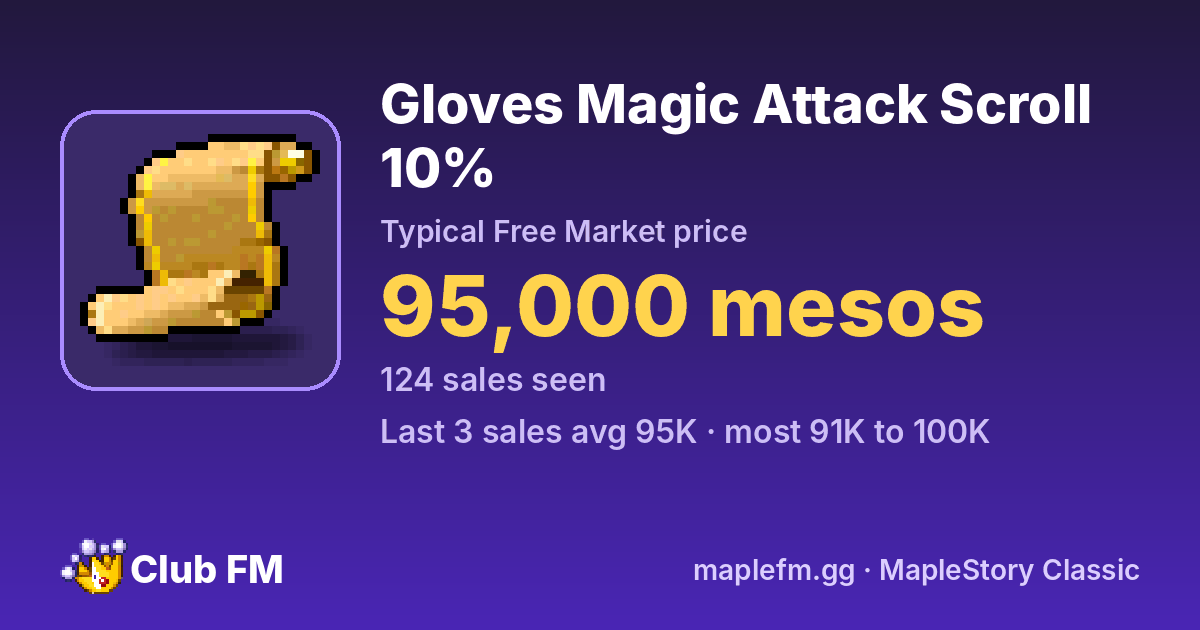 Gloves Magic Attack Scroll
10%
Typical Free Market price
95,000 mesos
124 sales seen
Last 3 sales avg 95K · most 91K to 100K
Club FM
maplefm.gg · MapleStory Classic